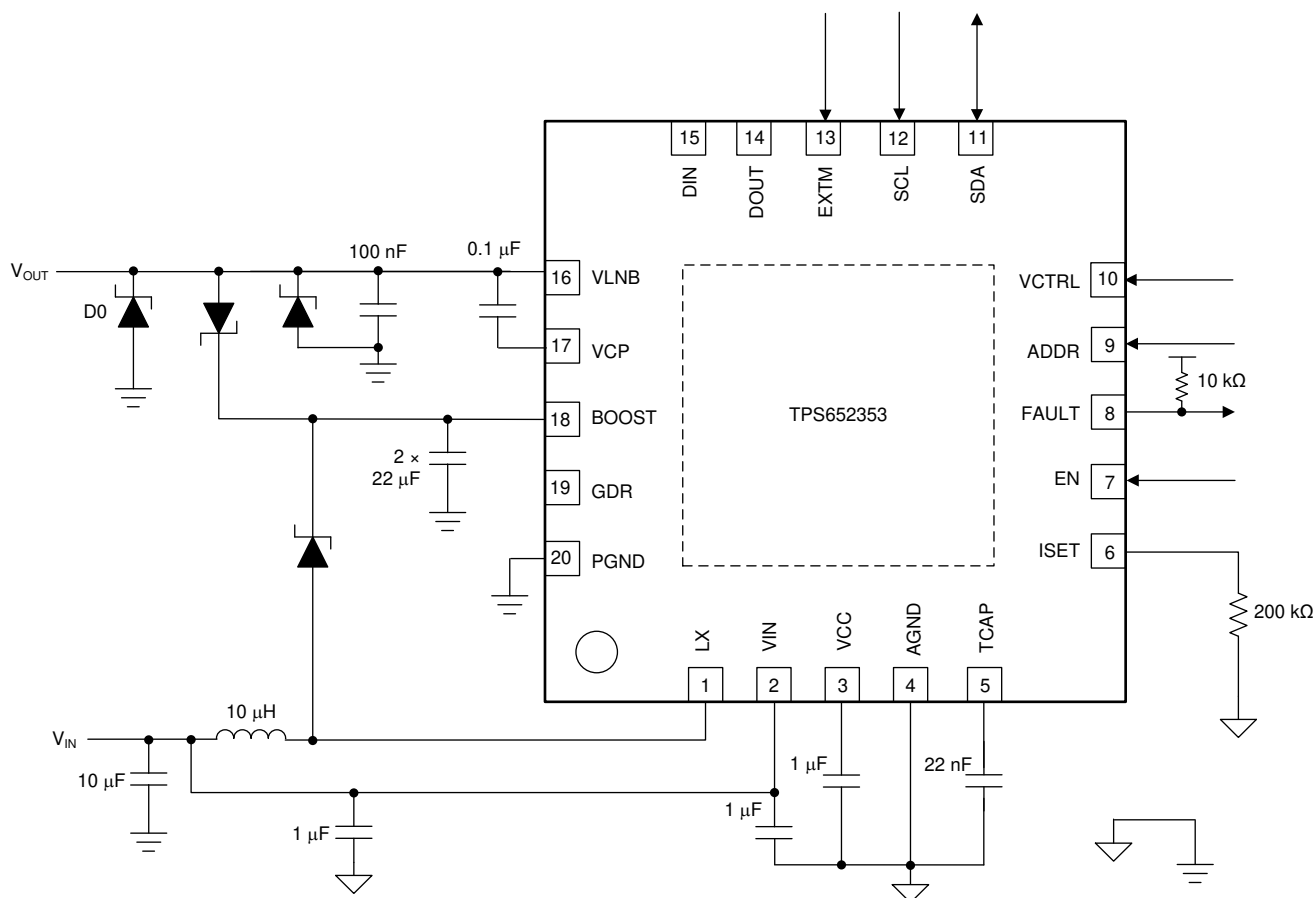 15
14
13
12
11
DIN
DOUT
EXTM
SCL
SDA
100 nF
0.1 μF
V_OUT
16
VLNB
VCTRL
10
D0
17
VCP
ADDR
9
10 kΩ
18
BOOST
TPS652353
FAULT
8
2 ×
22 μF
19
GDR
EN
7
20
PGND
ISET
6
200 kΩ
LX
VIN
VCC
AGND
TCAP
1
2
3
4
5
10 μH
V_IN
10 μF
1 μF
22 nF
1 μF
1 μF